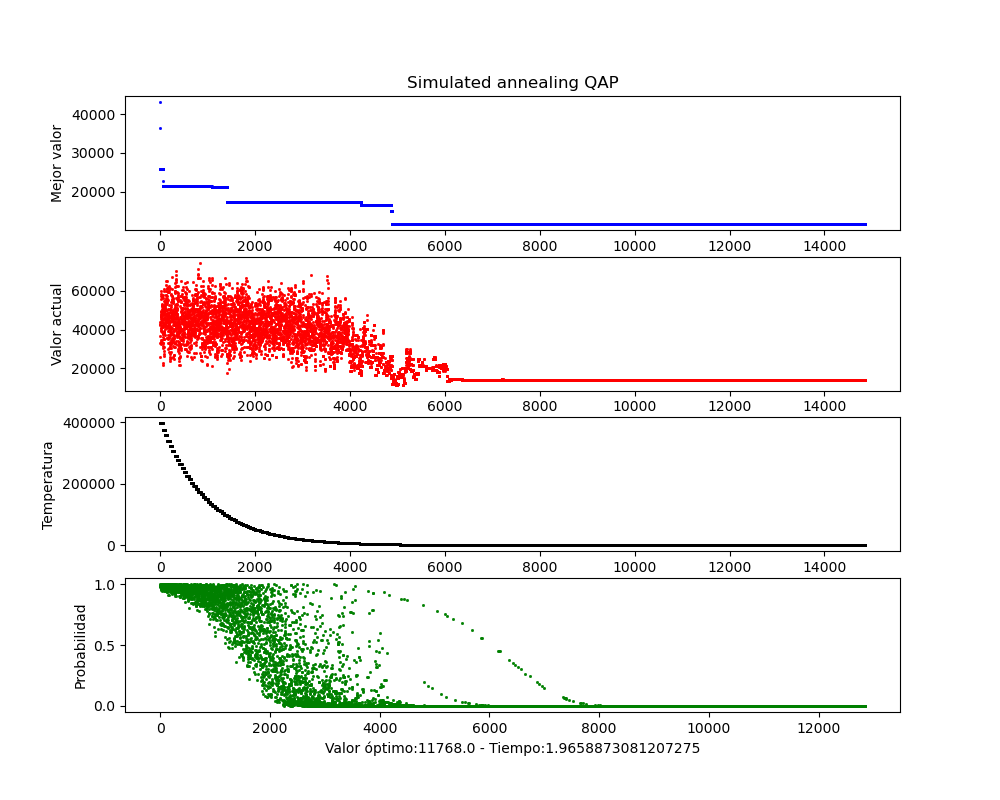 Simulated annealing QAP
Mejor valor
40000
30000
20000
0 2000 4000 6000 8000 10000 12000 14000
Valor actual
60000
40000
20000
0 2000 4000 6000 8000 10000 12000 14000
Temperatura
400000
200000
0
0 2000 4000 6000 8000 10000 12000 14000
Probabilidad
1.0
0.5
0.0
0 2000 4000 6000 8000 10000 12000
Valor óptimo:11768.0 - Tiempo:1.9658873081207275